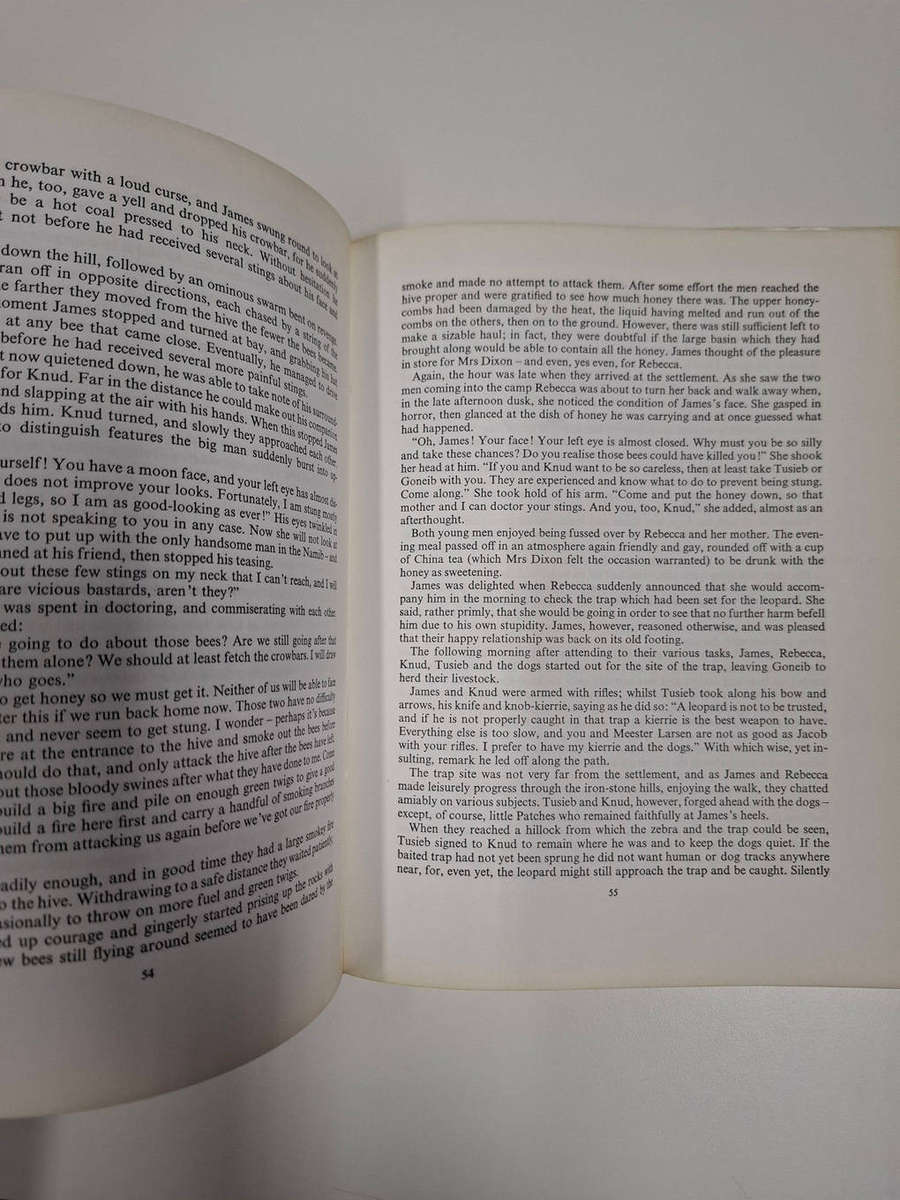 crowbar with a loud curse, and James swung round to look at
he, too, gave a yell and dropped his crowbar, for he suddenly
be a hot coal pressed to his neck. Without hesitation he
not before he had received several stings about his face and
down the hill, followed by an ominous swarm bent on revenge.
ran off in opposite directions, each chased by a string of the
farther they moved from the hive the fewer the bees became.
moment James stopped and turned at bay, and grabbing his hat
at any bee that came close. Eventually, he managed to drive
before he had received several more painful stings.
now quietened down, he was able to take note of his surround-
for Knud. Far in the distance he could make out his companion
nd slapping at the air with his hands. When this stopped James
ds him. Knud turned, and slowly they approached each other.
to distinguish features the big man suddenly burst into up-
urself! You have a moon face, and your left eye has almost dis-
does not improve your looks. Fortunately, I am stung mostly
d legs, so I am as good-looking as ever!” His eyes twinkled
is not speaking to you in any case. Now she will not look at
ave to put up with the only handsome man in the Namib – and
ned at his friend, then stopped his teasing.
out these few stings on my neck that I can't reach, and I will
are vicious bastards, aren't they?”
was spent in doctoring, and commiserating with each other.
ed:
going to do about those bees? Are we still going after that
them alone? We should at least fetch the crowbars. I will draw
who goes.”
o get honey so we must get it. Neither of us will be able to face
ter this if we run back home now. Those two have no difficulty
and never seem to get stung. I wonder – perhaps it's because
re at the entrance to the hive and smoke out the bees before
hould do that, and only attack the hive after the bees have left.
out those bloody swines after what they have done to me. Come
uild a big fire and pile on enough green twigs to give a good
uild a fire here first and carry a handful of smoking branches
hem from attacking us again before we've got our fire properly
adily enough, and in good time they had a large smokey fire
o the hive. Withdrawing to a safe distance they waited patiently,
asionally to throw on more fuel and green twigs.
ed up courage and gingerly started prising up the rocks with
ew bees still flying around seemed to have been dazed by the
54
smoke and made no attempt to attack them. After some effort the men reached the
hive proper and were gratified to see how much honey there was. The upper honey-
combs had been damaged by the heat, the liquid having melted and run out of the
combs on the others, then on to the ground. However, there was still sufficient left to
make a sizable haul; in fact, they were doubtful if the large basin which they had
brought along would be able to contain all the honey. James thought of the pleasure
in store for Mrs Dixon – and even, yes even, for Rebecca.
Again, the hour was late when they arrived at the settlement. As she saw the two
men coming into the camp Rebecca was about to turn her back and walk away when,
in the late afternoon dusk, she noticed the condition of James's face. She gasped in
horror, then glanced at the dish of honey he was carrying and at once guessed what
had happened.
“Oh, James! Your face! Your left eye is almost closed. Why must you be so silly
and take these chances? Do you realise those bees could have killed you!” She shook
her head at him. “If you and Knud want to be so careless, then at least take Tusieb or
Goneib with you. They are experienced and know what to do to prevent being stung.
Come along.” She took hold of his arm. “Come and put the honey down, so that
mother and I can doctor your stings. And you, too, Knud,” she added, almost as an
afterthought.
Both young men enjoyed being fussed over by Rebecca and her mother. The even-
ing meal passed off in an atmosphere again friendly and gay, rounded off with a cup
of China tea (which Mrs Dixon felt the occasion warranted) to be drunk with the
honey as sweetening.
James was delighted when Rebecca suddenly announced that she would accom-
pany him in the morning to check the trap which had been set for the leopard. She
said, rather primly, that she would be going in order to see that no further harm befell
him due to his own stupidity. James, however, reasoned otherwise, and was pleased
that their happy relationship was back on its old footing.
The following morning after attending to their various tasks, James, Rebecca,
Knud, Tusieb and the dogs started out for the site of the trap, leaving Goneib to
herd their livestock.
James and Knud were armed with rifles; whilst Tusieb took along his bow and
arrows, his knife and knob-kierrie, saying as he did so: “A leopard is not to be trusted,
and if he is not properly caught in that trap a kierrie is the best weapon to have.
Everything else is too slow, and you and Meester Larsen are not as good as Jacob
with your rifles. I prefer to have my kierrie and the dogs.” With which wise, yet in-
sulting, remark he led off along the path.
The trap site was not very far from the settlement, and as James and Rebecca
made leisurely progress through the iron-stone hills, enjoying the walk, they chatted
amiably on various subjects. Tusieb and Knud, however, forged ahead with the dogs –
except, of course, little Patches who remained faithfully at James's heels.
When they reached a hillock from which the zebra and the trap could be seen,
Tusieb signed to Knud to remain where he was and to keep the dogs quiet. If the
baited trap had not yet been sprung he did not want human or dog tracks anywhere
near, for, even yet, the leopard might still approach the trap and be caught. Silently
55